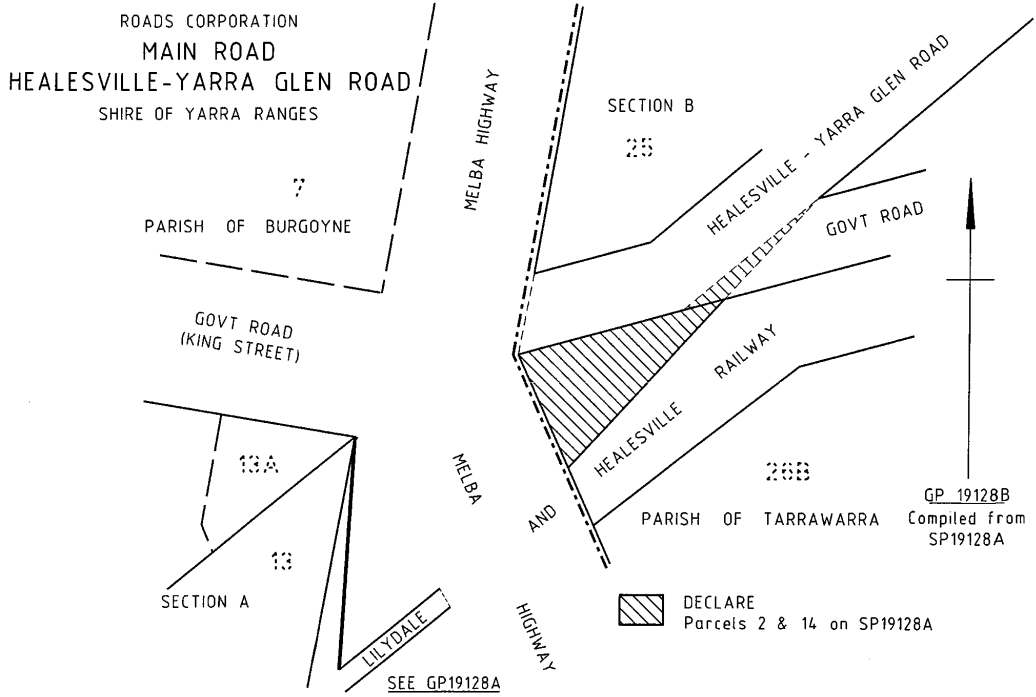 ROADS CORPORATION
MAIN ROAD
HEALESVILLE-YARRA GLEN ROAD
SHIRE OF YARRA RANGES
MELBA HIGHWAY
SECTION B
25
HEALESVILLE - YARRA GLEN ROAD
7
PARISH OF BURGOYNE
GOVT ROAD
GOVT ROAD
(KING STREET)
RAILWAY
HEALESVILLE
13A
MELBA
26B
AND
PARISH OF TARRAWARRA
GP 19128B
Compiled from
SP19128A
13
SECTION A
HIGHWAY
DECLARE
Parcels 2 & 14 on SP19128A
LILYDALE
SEE GP19128A